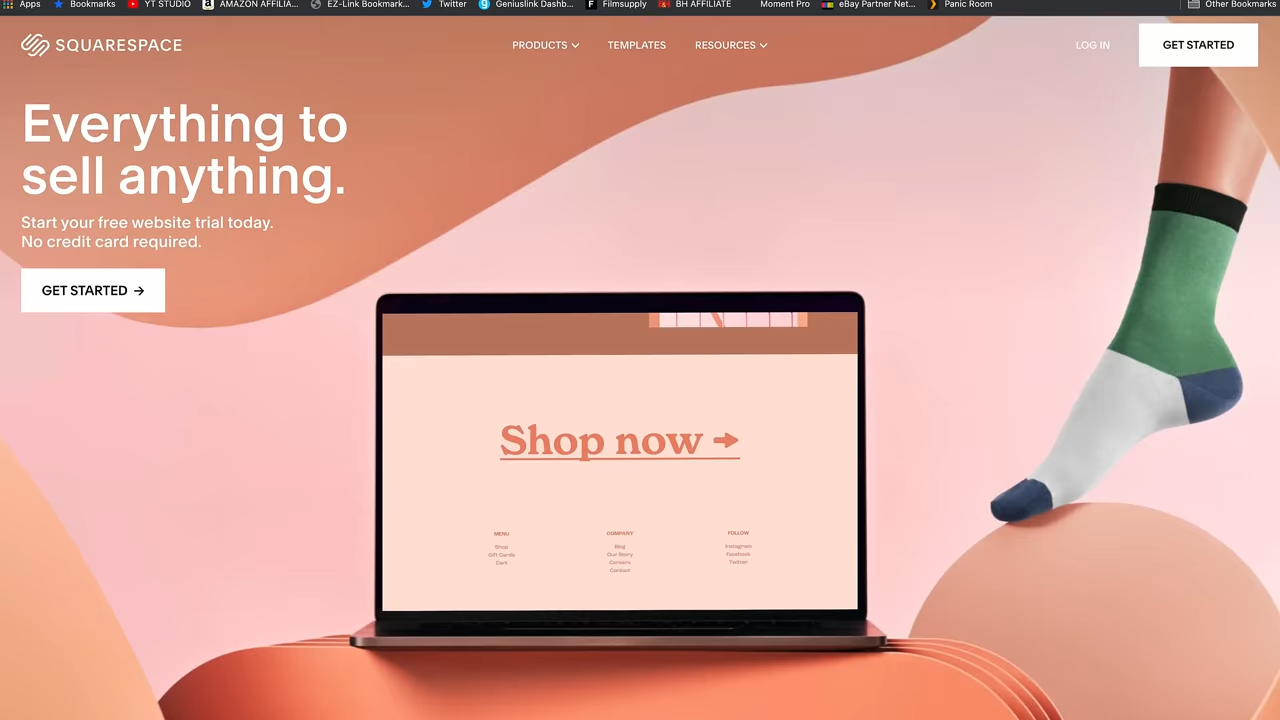 Apps Bookmarks YT STUDIO AMAZON AFFILIA... EZ-Link Bookmark... Twitter Geniuslink Dashb... Filmsupply BH AFFILIATE Moment Pro eBay Partner Net... Panic Room Other Bookmarks
SQUARESPACE PRODUCTS TEMPLATES RESOURCES LOG IN GET STARTED
Everything to
sell anything.
Start your free website trial today.
No credit card required.
GET STARTED →
Shop now →
MENU
Shop
Gift Cards
Cart
COMPANY
Blog
Our Story
Careers
Contact
FOLLOW
Instagram
Facebook
Twitter